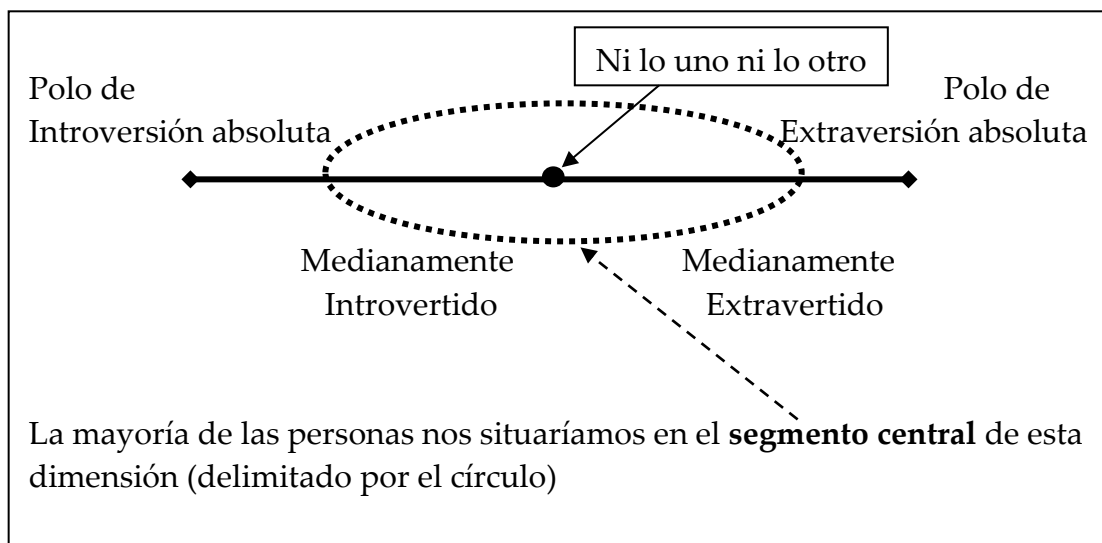 Ni lo uno ni lo otro
Polo de
Introversión absoluta
Polo de
Extraversión absoluta
Medianamente
Introvertido
Medianamente
Extravertido
La mayoría de las personas nos situaríamos en el segmento central de esta
dimensión (delimitado por el círculo)